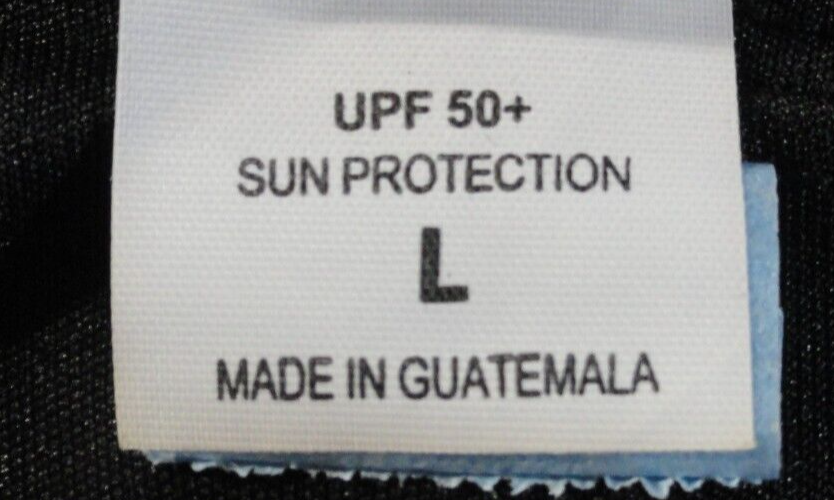 UPF 50+
SUN PROTECTION
L
MADE IN GUATEMALA